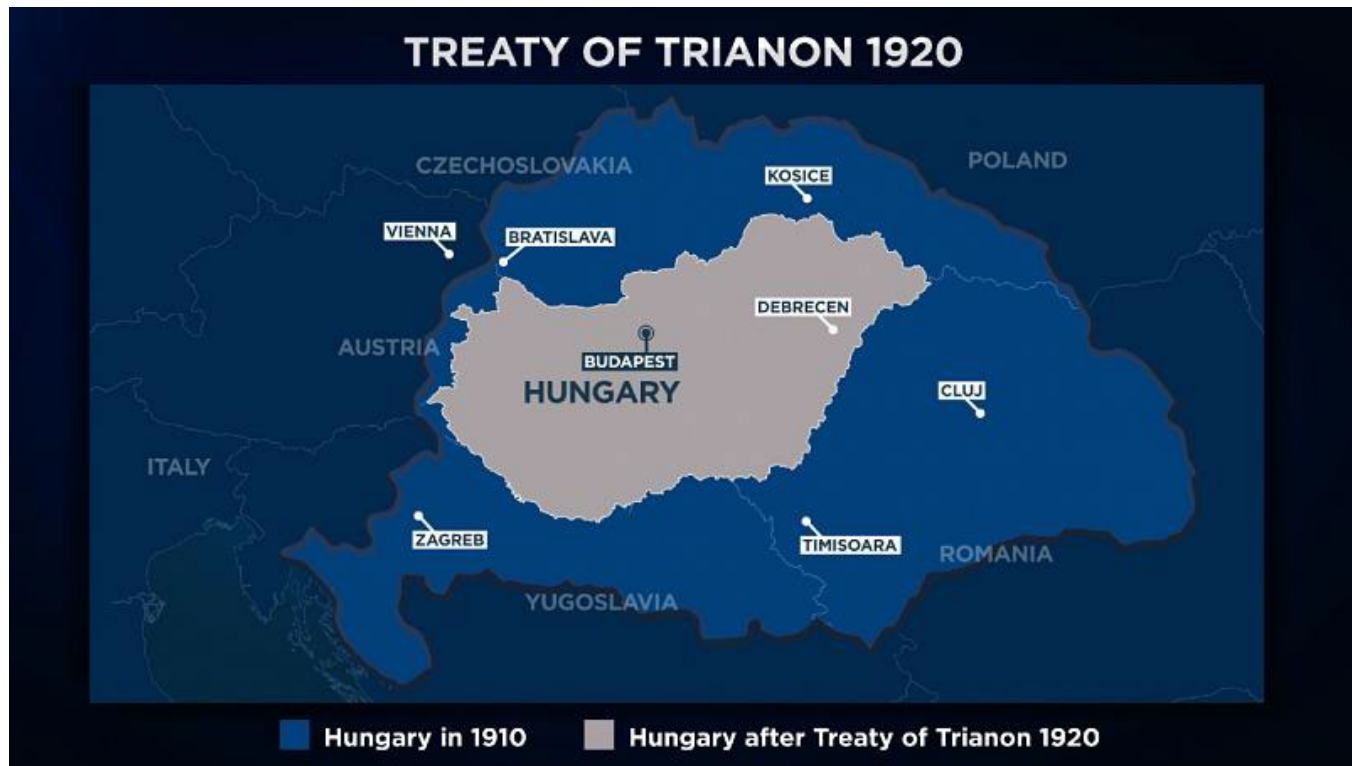 TREATY OF TRIANON 1920
CZECHOSLOVAKIA
POLAND
KOSICE
VIENNA
BRATISLAVA
DEBRECEN
AUSTRIA
BUDAPEST
HUNGARY
CLUJ
ITALY
ZAGREB
TIMISOARA
ROMANIA
YUGOSLAVIA
Hungary in 1910
Hungary after Treaty of Trianon 1920